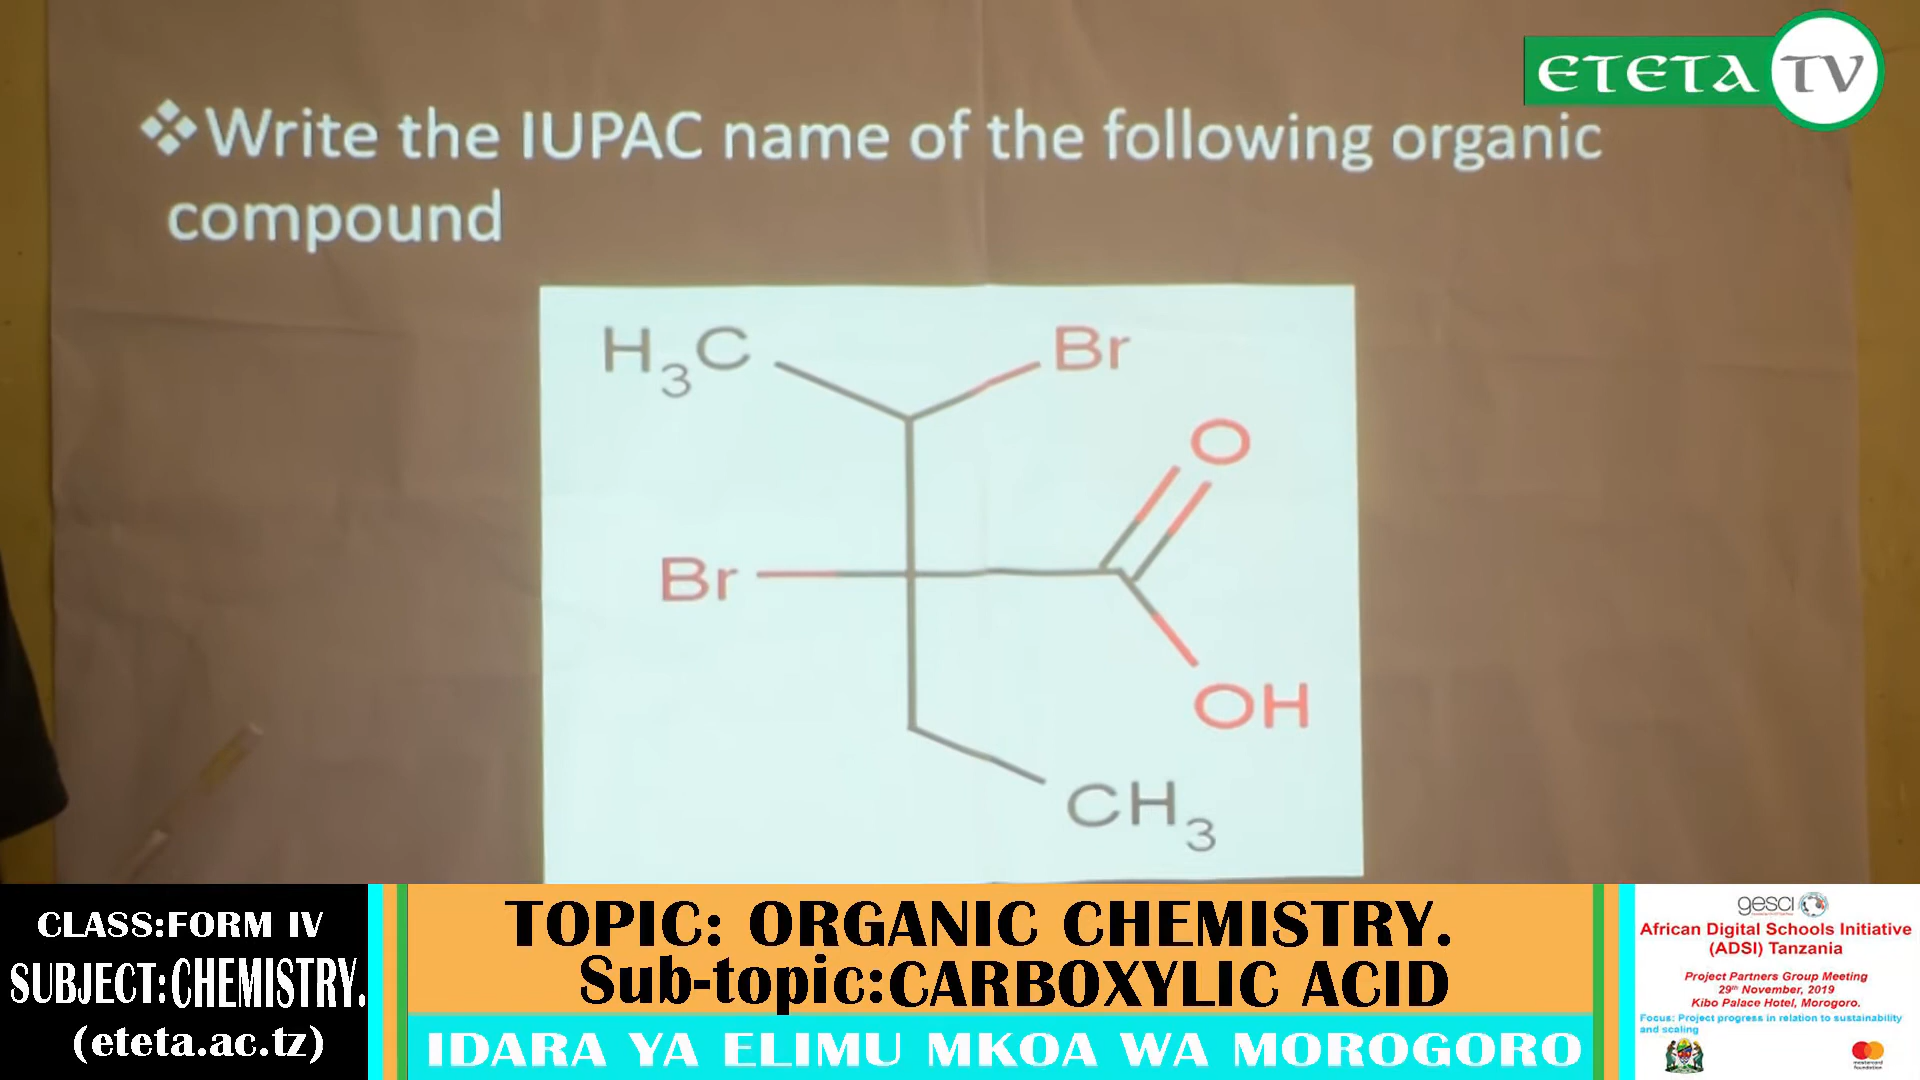 ETETA TV
❖Write the IUPAC name of the following organic
compound
H3C
Br
O
Br
OH
CH3
CLASS:FORM IV
SUBJECT:CHEMISTRY.
(eteta.ac.tz)
TOPIC: ORGANIC CHEMISTRY.
Sub-topic:CARBOXYLIC ACID
IDARA YA ELIMU MKOA WA MOROGORO
gesci
African Digital Schools Initiative
(ADSI) Tanzania
Project Partners Group Meeting
29th November, 2019
Kibo Palace Hotel, Morogoro.
Focus: Project progress in relation to sustainability
and scaling
mastercard
foundation